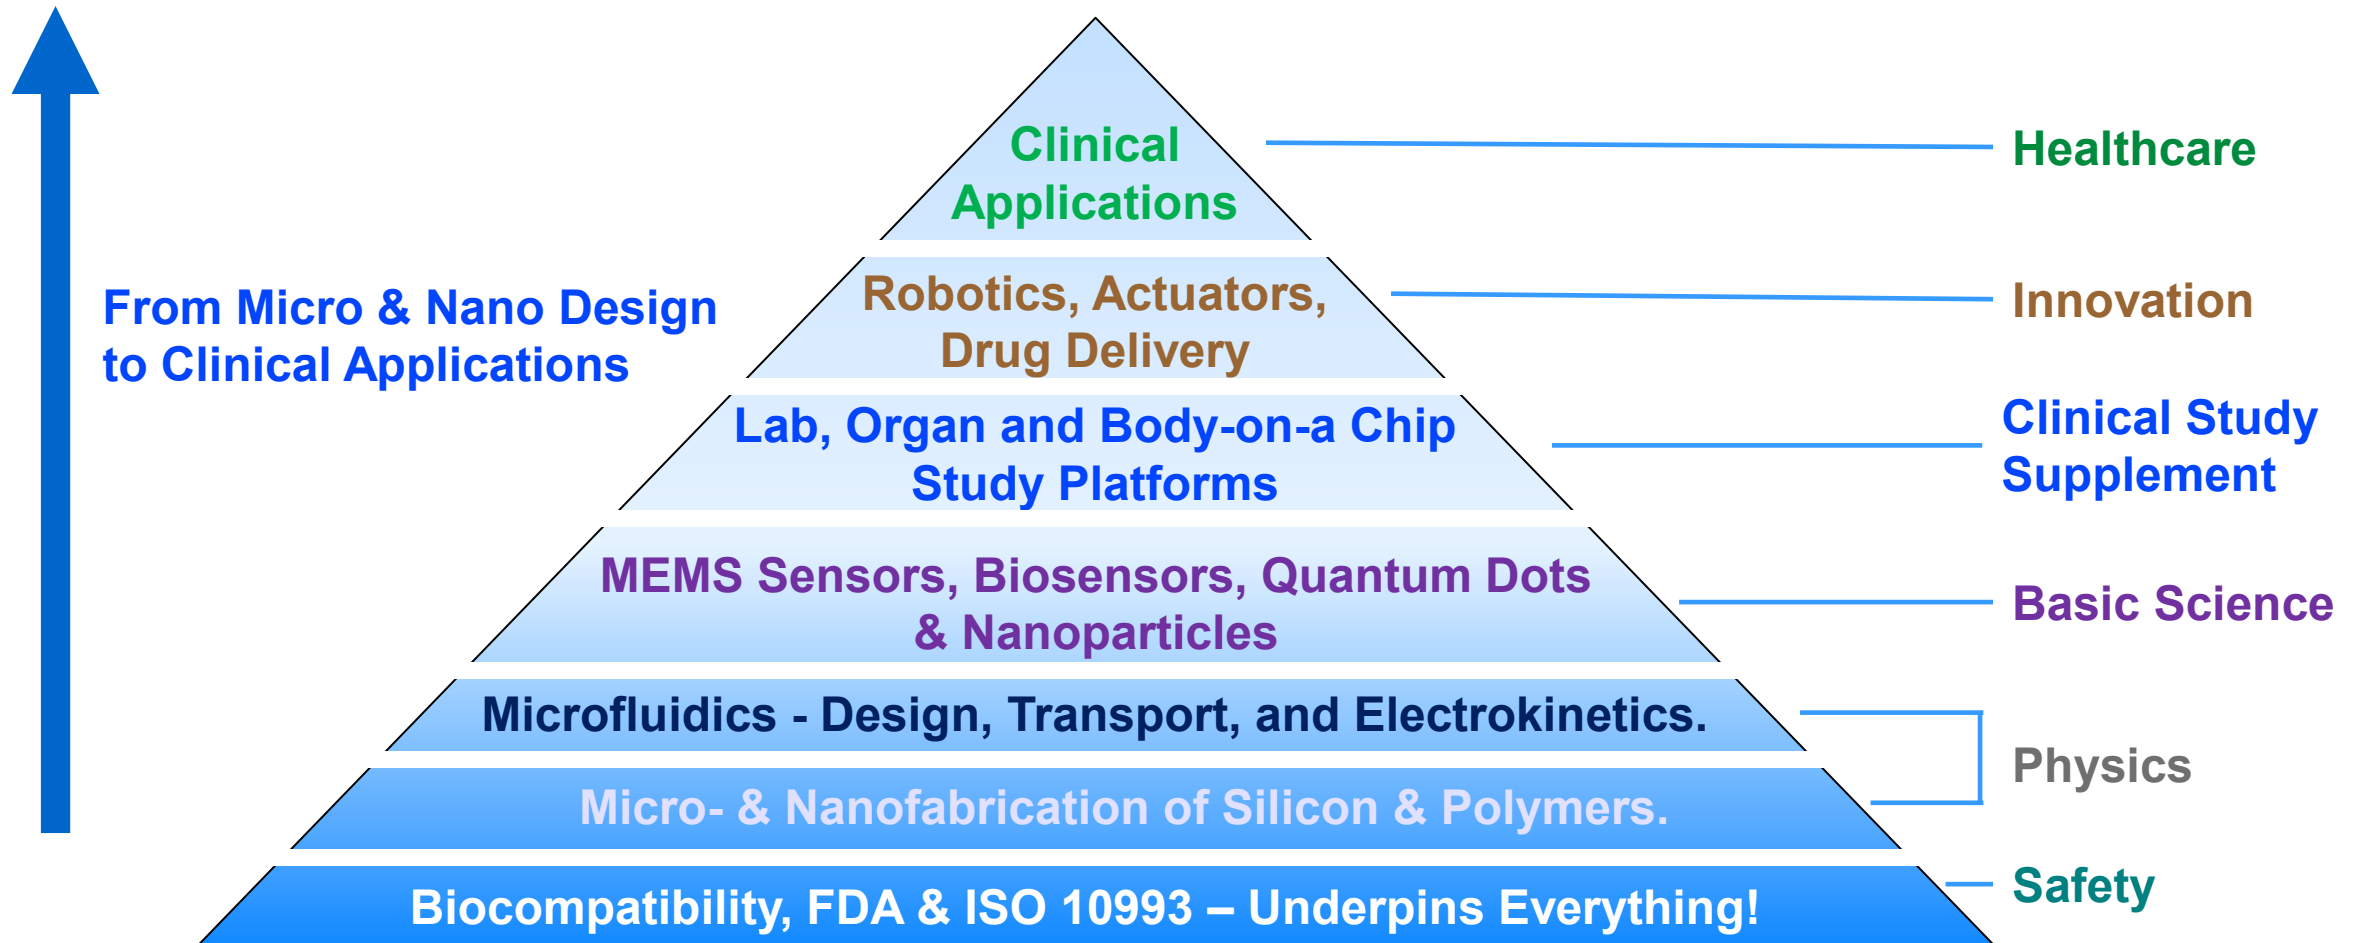 Clinical
Applications
Healthcare
Robotics, Actuators,
Drug Delivery
Innovation
From Micro & Nano Design
to Clinical Applications
Lab, Organ and Body-on-a Chip
Study Platforms
Clinical Study
Supplement
MEMS Sensors, Biosensors, Quantum Dots
& Nanoparticles
Basic Science
Microfluidics - Design, Transport, and Electrokinetics.
Physics
Micro- & Nanofabrication of Silicon & Polymers.
Biocompatibility, FDA & ISO 10993 – Underpins Everything!
Safety